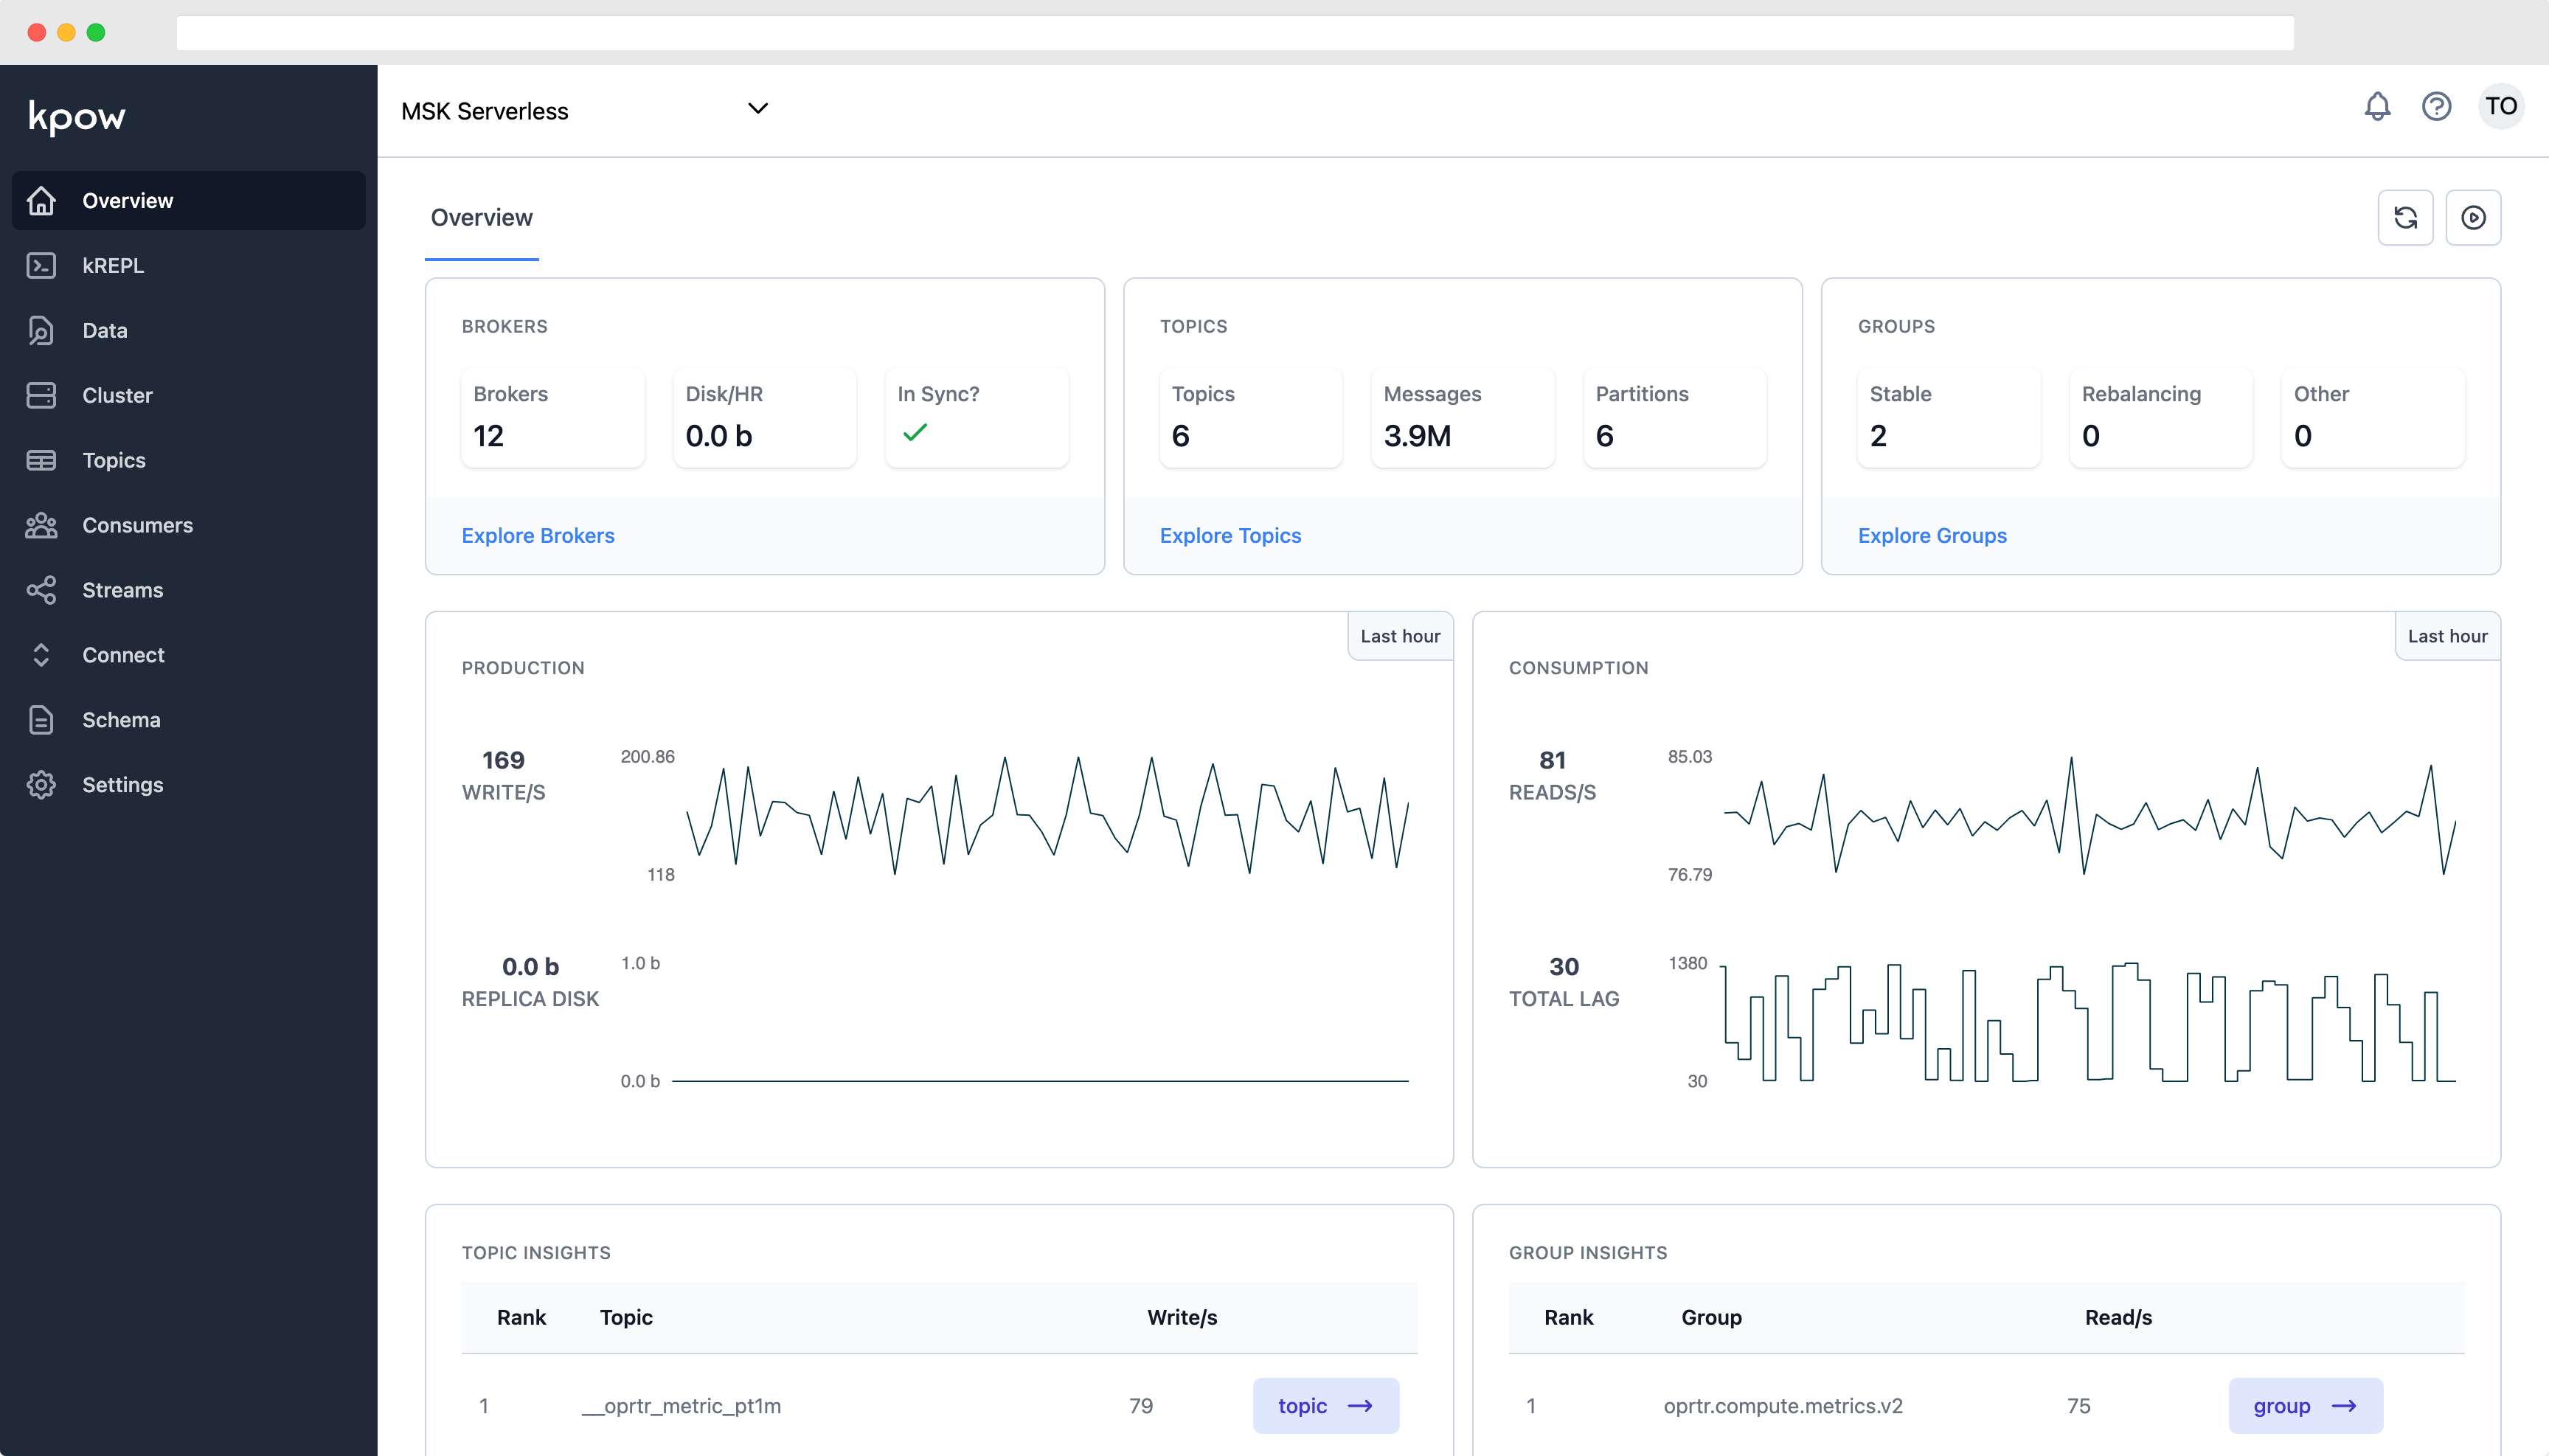 kpow
MSK Serverless
TO
Overview
kREPL
Data
Cluster
Topics
Consumers
Streams
Connect
Schema
Settings
Overview
BROKERS
Brokers
12
Disk/HR
0.0 b
In Sync?
Explore Brokers
TOPICS
Topics
6
Messages
3.9M
Partitions
6
Explore Topics
GROUPS
Stable
2
Rebalancing
0
Other
0
Explore Groups
Last hour
PRODUCTION
169
WRITE/S
200.86
118
0.0 b
REPLICA DISK
1.0 b
0.0 b
Last hour
CONSUMPTION
81
READS/S
85.03
76.79
30
TOTAL LAG
1380
30
TOPIC INSIGHTS
Rank Topic Write/s
1 __oprtr_metric_pt1m 79 topic →
GROUP INSIGHTS
Rank Group Read/s
1 oprtr.compute.metrics.v2 75 group →